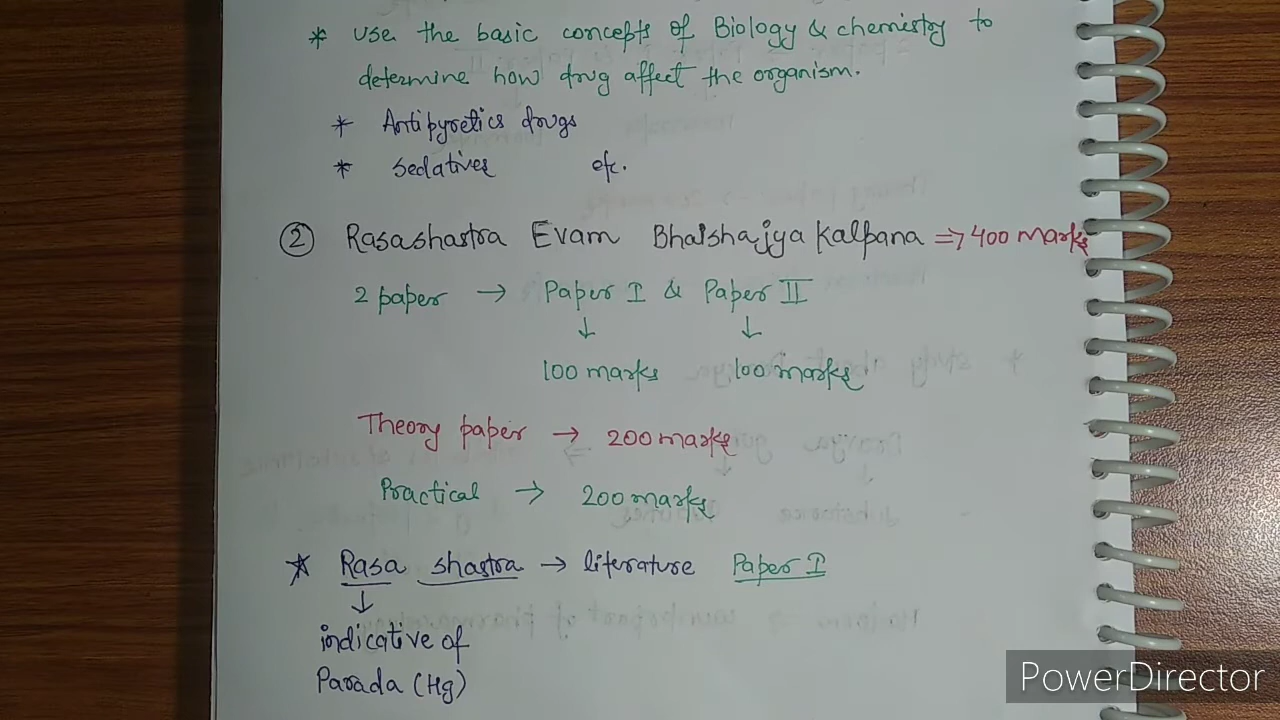 * Use the basic concepts of Biology & chemistry to
determine how drug affect the organism.
* Antipyretics drugs
* Sedatives etc.
② Rasashastra Evam Bhaishajya Kalpana => 400 marks
2 paper → Paper I & Paper II
↓ ↓
100 marks 100 marks
Theory paper → 200 marks
Practical → 200 marks
* Rasa shastra → literature Paper I
↓
indicative of
Parada (Hg)
PowerDirector